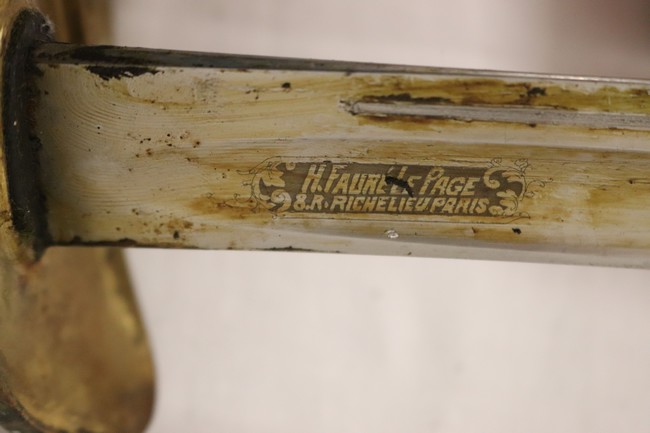 H. FAURE LE PAGE
8.R. RICHELIEU PARIS